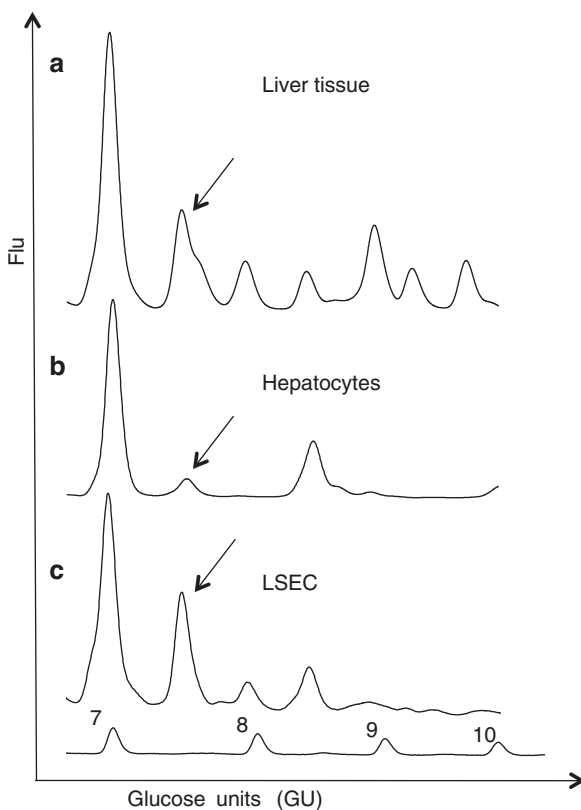 a
Liver tissue
Flu
b
Hepatocytes
c
LSEC
7
8
9
10
Glucose units (GU)